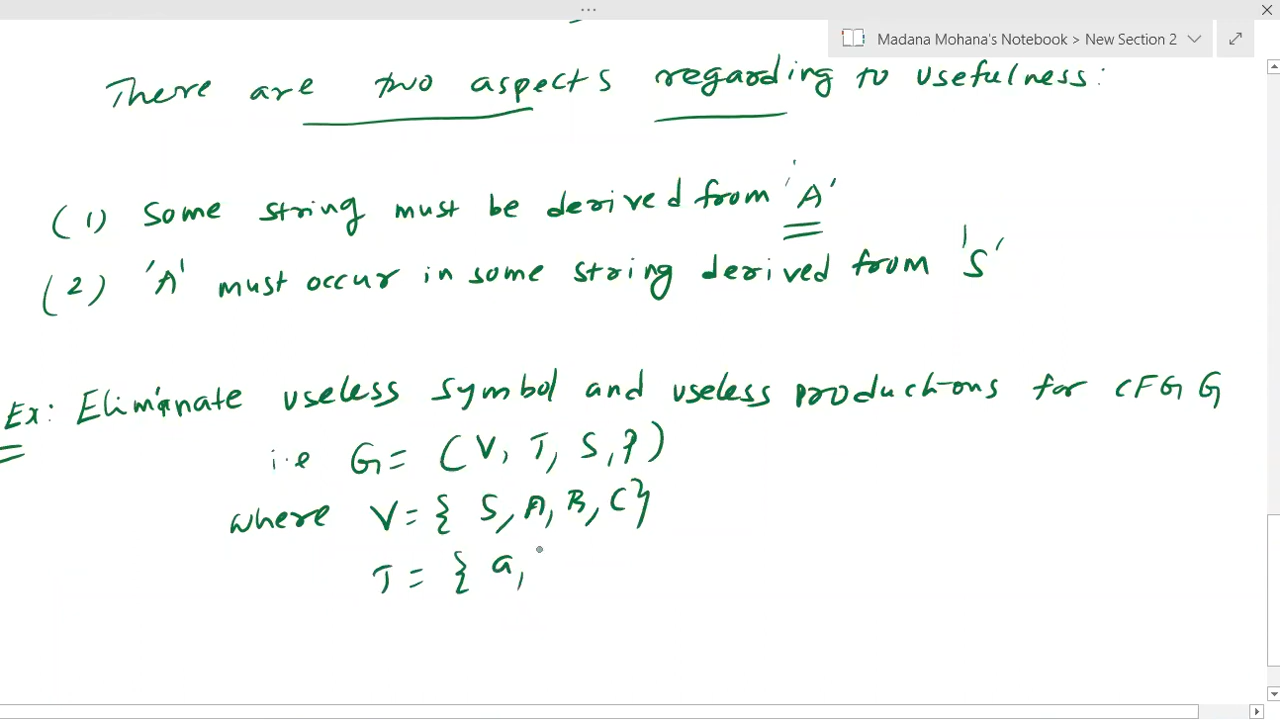 Madana Mohana's Notebook > New Section 2
There are two aspects regarding to usefulness:
(1) Some string must be derived from 'A'
(2) 'A' must occur in some string derived from 'S'
Ex: Eliminate useless symbol and useless productions for CFG G
i.e G = (V, T, S, P)
where V = { S, A, B, C}
T = { a,